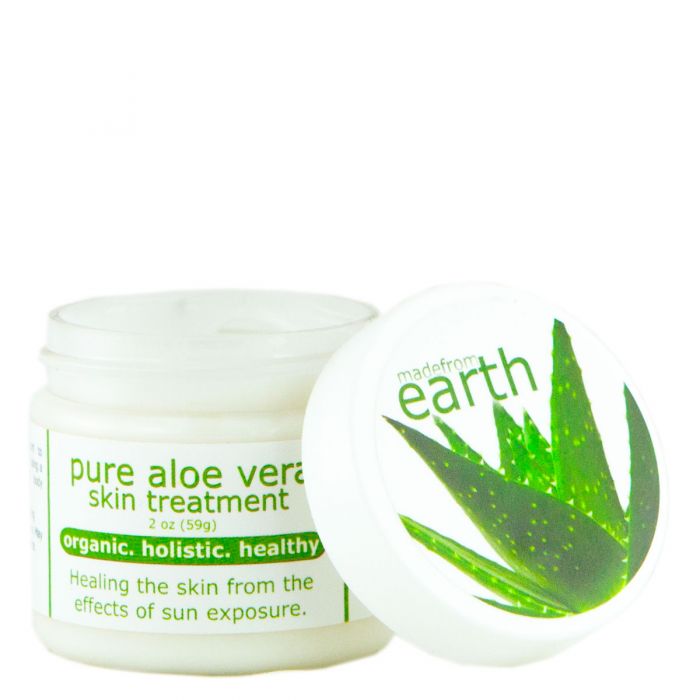 pure aloe vera
skin treatment
2 oz (59g)
organic. holistic. healthy
Healing the skin from the
effects of sun exposure.
madefrom
earth